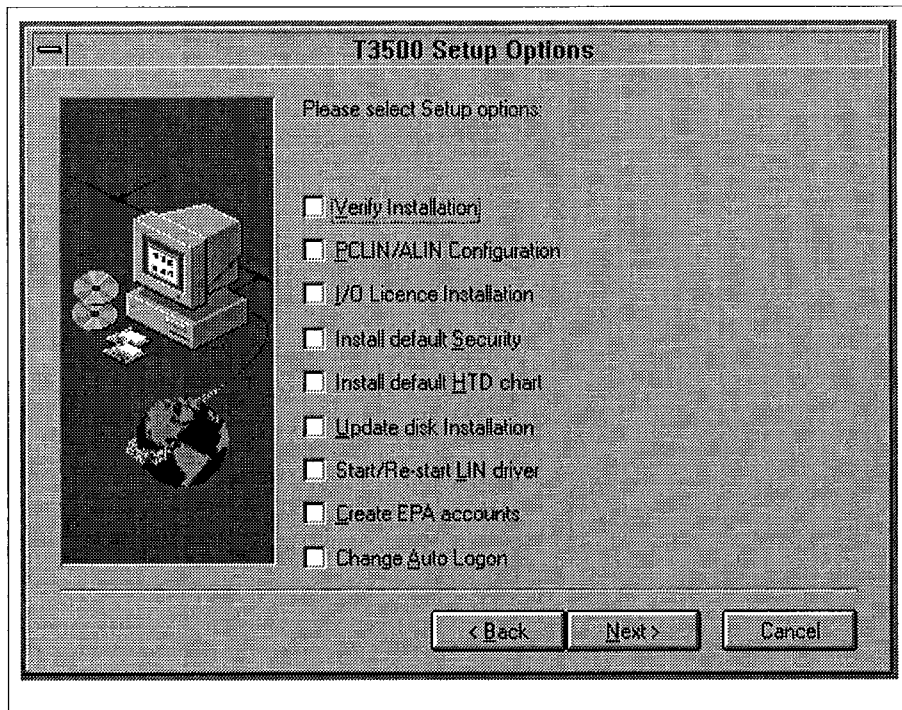 T3500 Setup Options
Please select Setup options:
Verify Installation
PCLIN/ALIN Configuration
I/O Licence Installation
Install default Security
Install default HTD chart
Update disk Installation
Start/Re-start LIN driver
Create EPA accounts
Change Auto Logon
< Back
Next >
Cancel